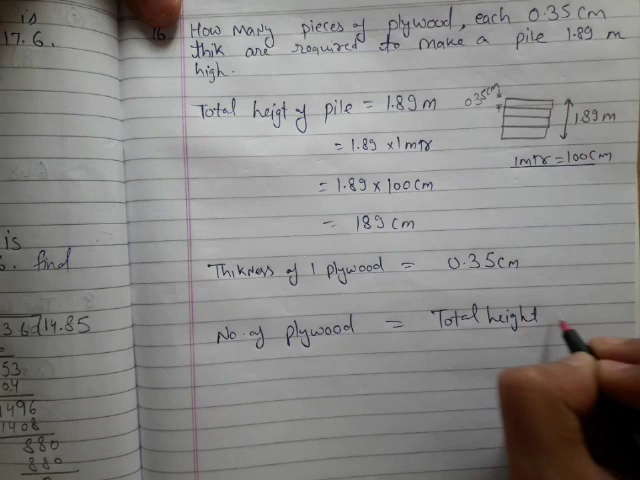 is
17.6.
16. How many pieces of plywood, each 0.35 cm
thik are required to make a pile 1.89 m
high.
Total heigt of pile = 1.89 m
0.35cm
1.89 m
= 1.89 x 1 mtr
1 mtr = 100 cm
= 1.89 x 100 cm
= 189 cm
is
find
Thikness of 1 plywood = 0.35 cm
36 14.85
No. of plywood = Total height
53
04
1496
1408
880
880